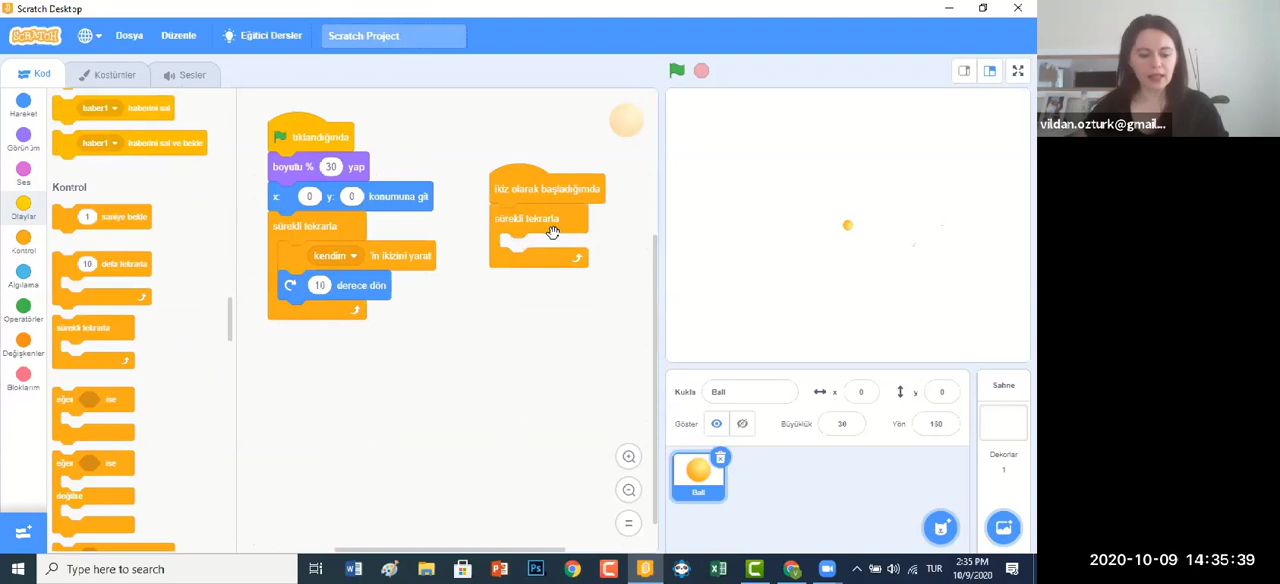 Scratch Desktop
SCRATCH
Dosya
Düzenle
Eğitici Dersler
Scratch Project
Kod
Kostümler
Sesler
Hareket
Görünüm
Ses
Olaylar
Kontrol
Algılama
Operatörler
Değişkenler
Bloklarım
haber1 haberini sal
haber1 haberini sal ve bekle
Kontrol
1 saniye bekle
10 defa tekrarla
sürekli tekrarla
eğer ise
eğer ise
değilse
tıklandığında
boyutu % 30 yap
x: 0 y: 0 konumuna git
sürekli tekrarla
kendim 'in ikizini yarat
10 derece dön
İkiz olarak başladığımda
sürekli tekrarla
Kukla
Ball
x
0
y
0
Göster
Büyüklük
30
Yön
150
Ball
Sahne
Dekorlar
1
vildan.ozturk@gmail...
Type here to search
TUR
2:35 PM
10/9/2020
2020-10-09 14:35:39